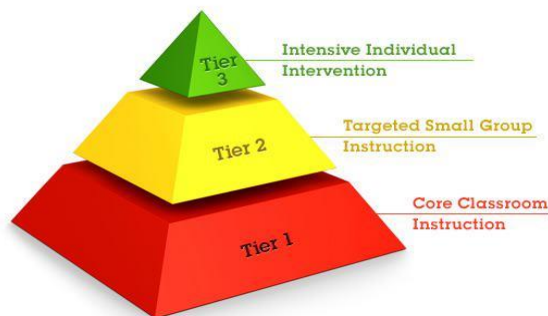 Tier
3
Intensive Individual
Intervention
Tier 2
Targeted Small Group
Instruction
Tier 1
Core Classroom
Instruction